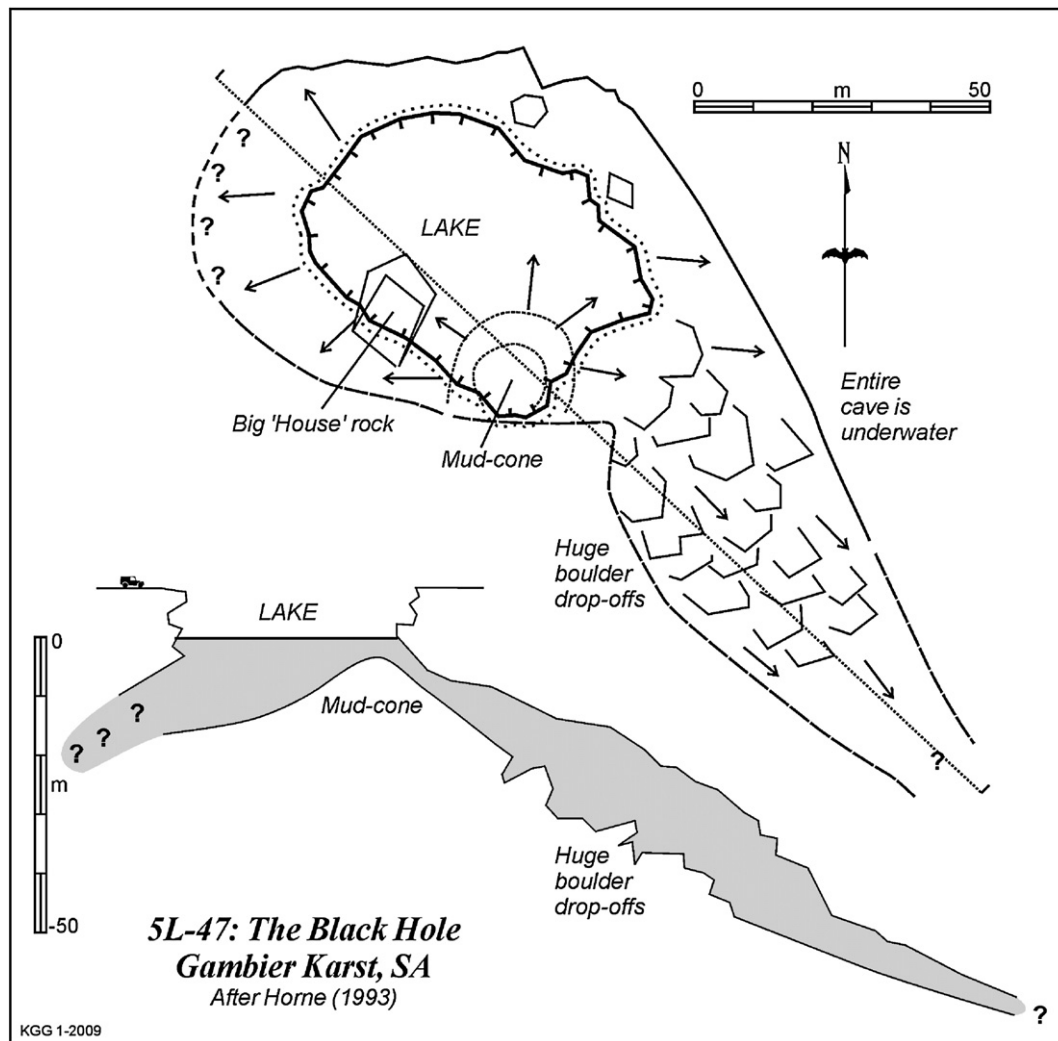 0 m 50
N
?
?
?
?
LAKE
Entire
cave is
underwater
Big 'House' rock
Mud-cone
Huge
boulder
drop-offs
?
LAKE
0
Mud-cone
?
?
?
m
Huge
boulder
drop-offs
-50
5L-47: The Black Hole
Gambier Karst, SA
After Horne (1993)
?
KGG 1-2009